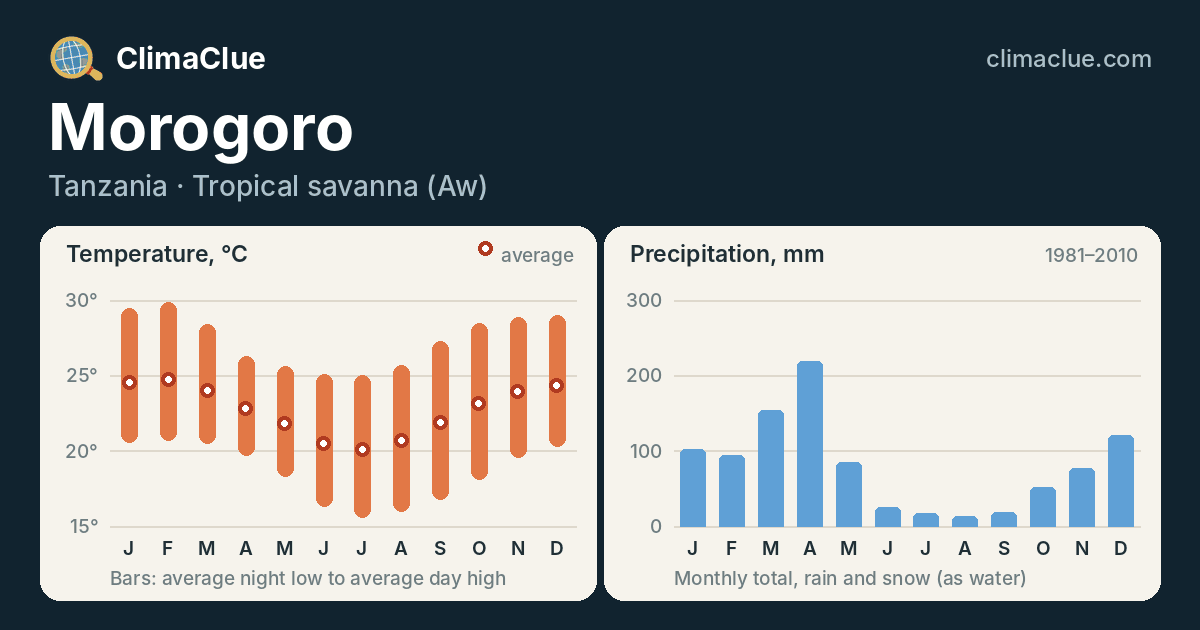 ClimaClue
climaclue.com
Morogoro
Tanzania · Tropical savanna (Aw)
Temperature, °C
average
30°
25°
20°
15°
J F M A M J J A S O N D
Bars: average night low to average day high
Precipitation, mm
1981–2010
300
200
100
0
J F M A M J J A S O N D
Monthly total, rain and snow (as water)